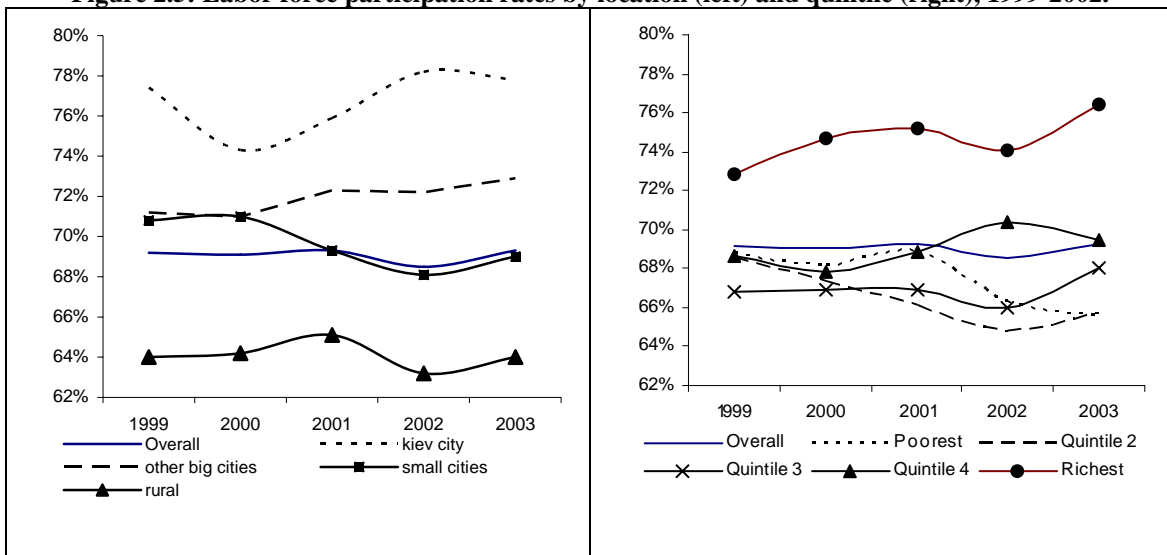 Figure Labor force participation rates by location (left) and quintile (right), 1999-2002.
80%
78%
76%
74%
72%
70%
68%
66%
64%
62%
1999 2000 2001 2002 2003
Overall kiev city
other big cities small cities
rural
80%
78%
76%
74%
72%
70%
68%
66%
64%
62%
1999 2000 2001 2002 2003
Overall Poorest Quintile 2
Quintile 3 Quintile 4 Richest